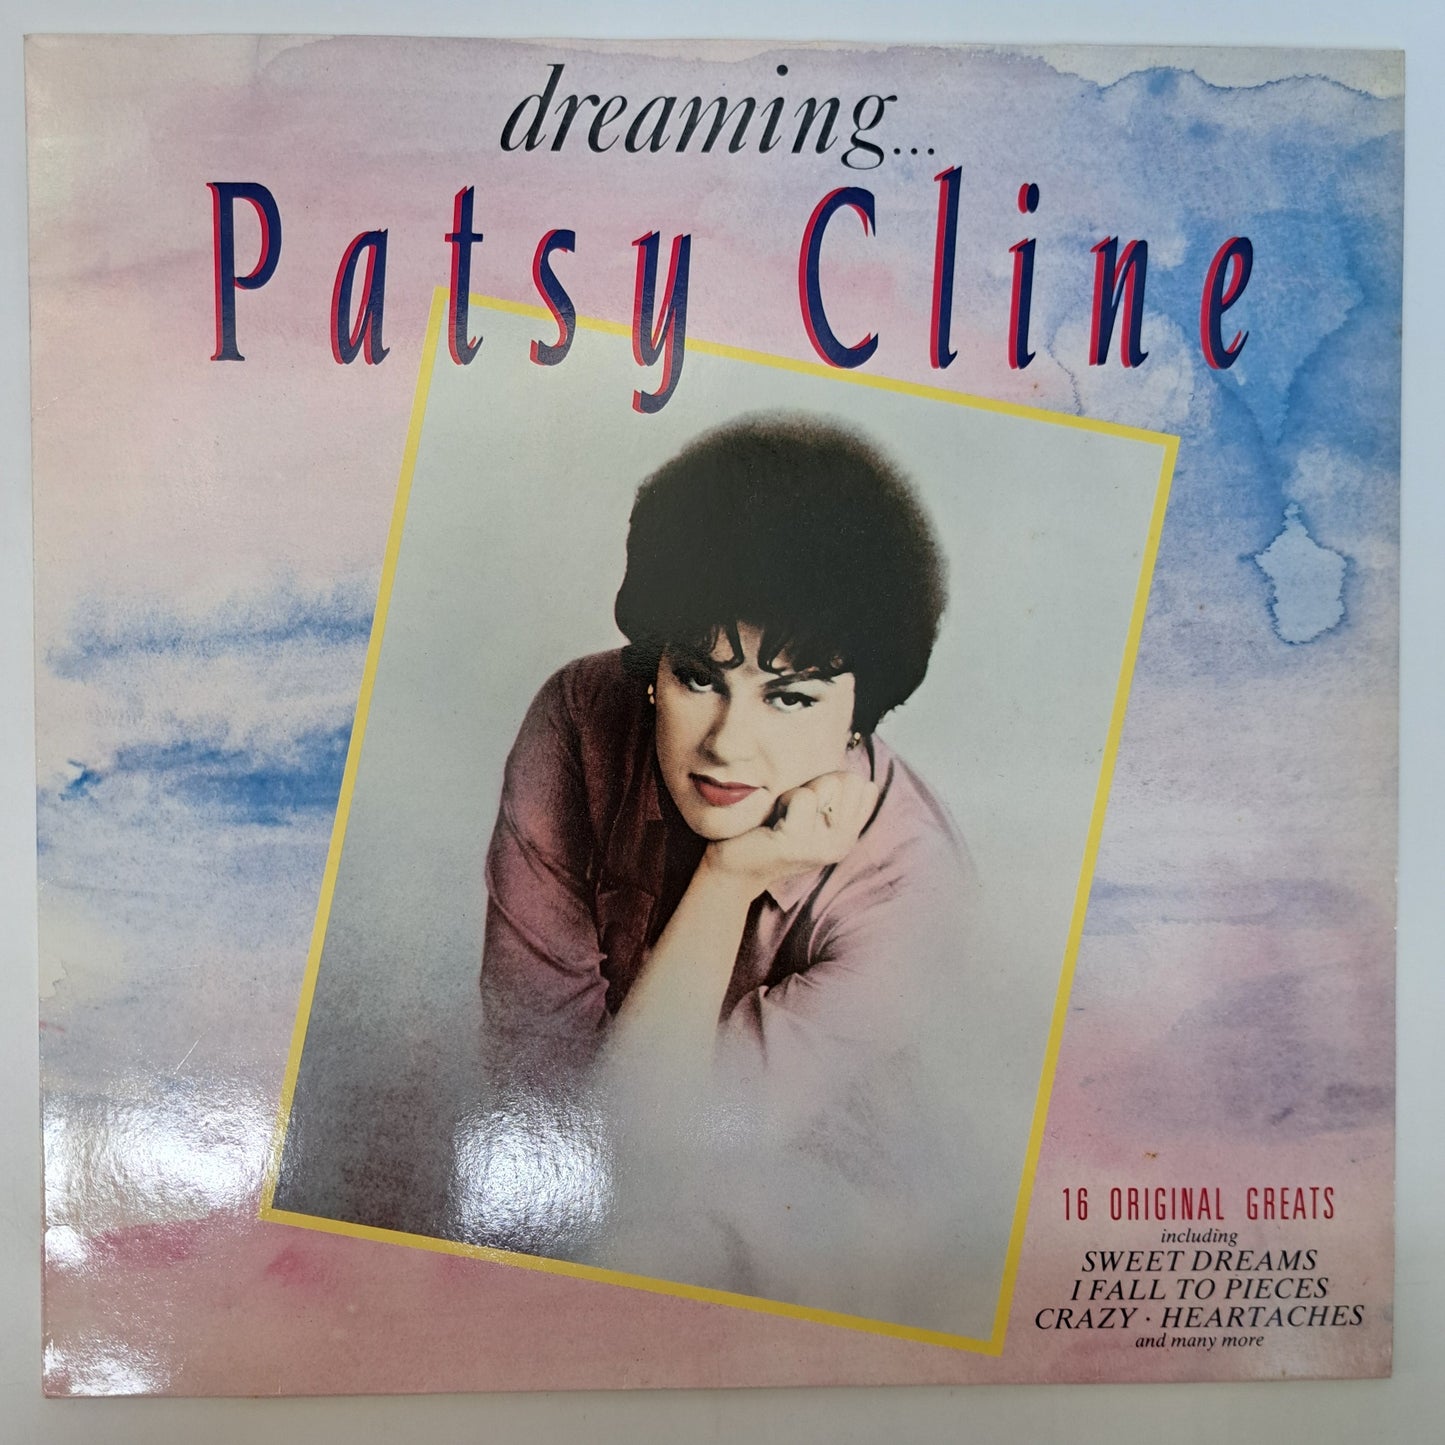 dreaming...
Patsy Cline
16 ORIGINAL GREATS
including
SWEET DREAMS
I FALL TO PIECES
CRAZY · HEARTACHES
and many more